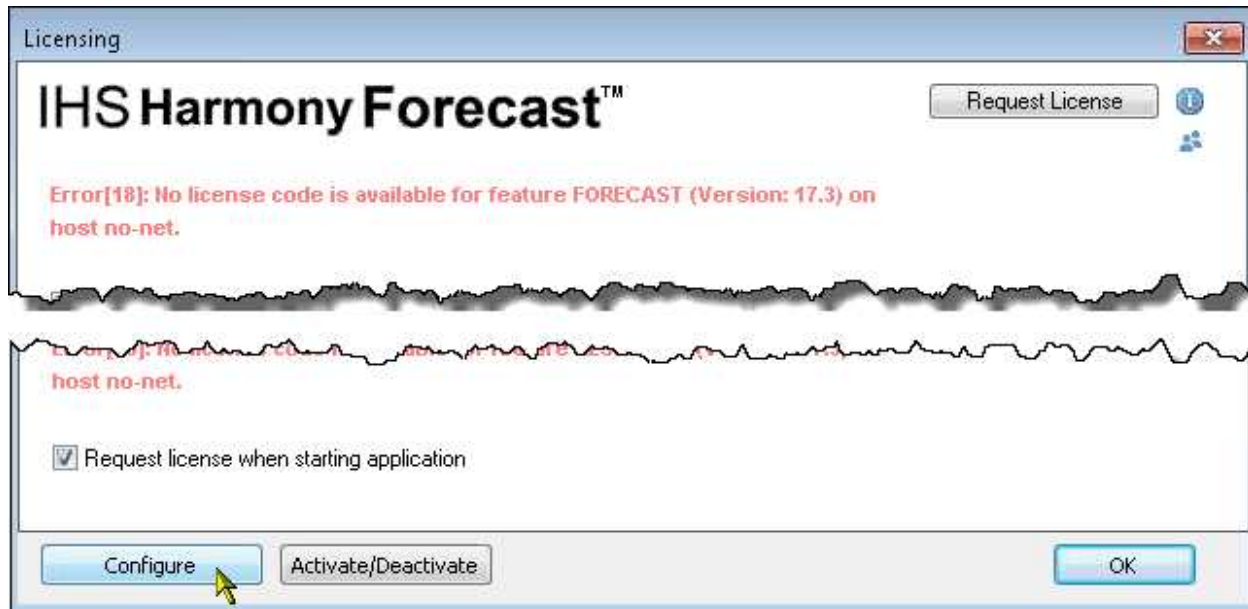 Licensing
IHS Harmony Forecast™
Request License
Error[18]: No license code is available for feature FORECAST (Version: 17.3) on
host no-net.
host no-net.
Request license when starting application
Configure
Activate/Deactivate
OK